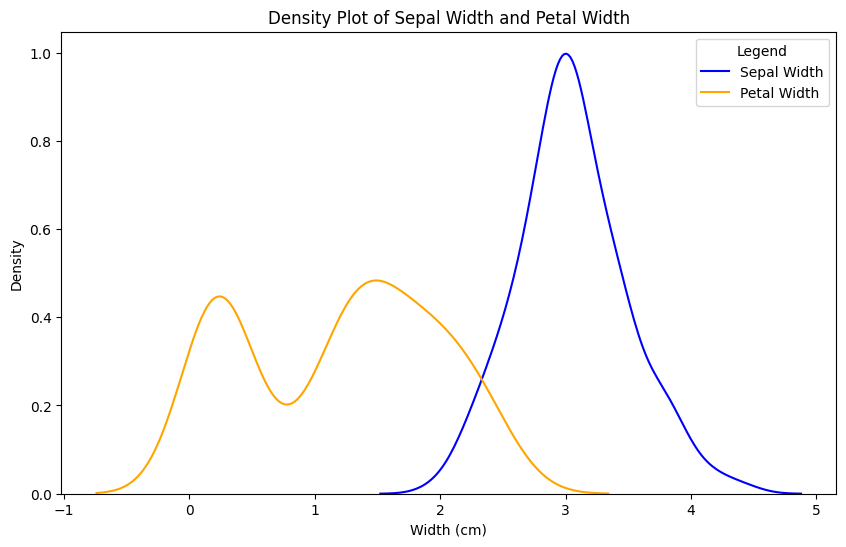 Density Plot of Sepal Width and Petal Width
Legend
Sepal Width
Petal Width
1.0
0.8
0.6
0.4
0.2
0.0
Density
−1
0
1
2
3
4
5
Width (cm)